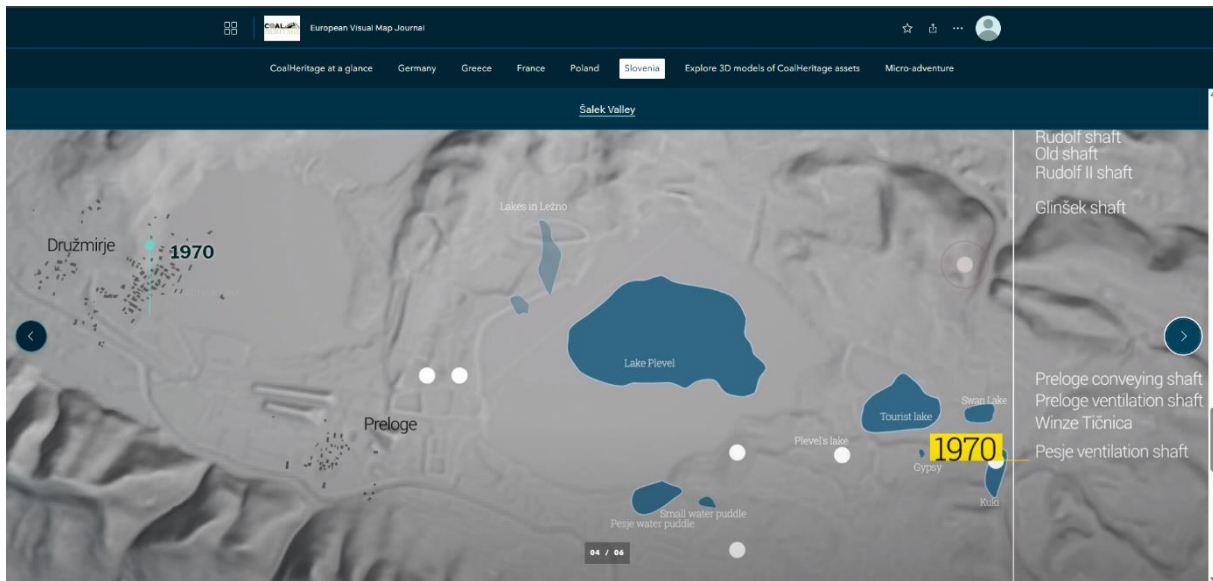 COAL
European Visual Map Journal
CoalHeritage at a glance
Germany
Greece
France
Poland
Slovenia
Explore 3D models of CoalHeritage assets
Micro-adventure
Šalek Valley
Rudolf shaft
Old shaft
Rudolf II shaft
Glinšek shaft
Lakes in Ležno
Družmirje
1970
Lake Plevel
Preloge
Tourist lake
Swan Lake
Plevel's lake
1970
Gypsy
Kuki
Small water puddle
Pesje water puddle
Preloge conveying shaft
Preloge ventilation shaft
Winze Tičnica
Pesje ventilation shaft
04 / 06